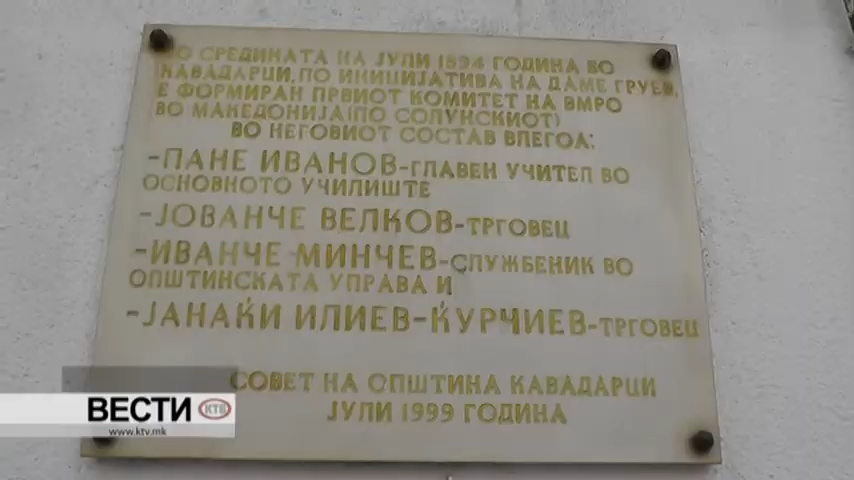 ВО СРЕДИНАТА НА ЈУЛИ 1894 ГОДИНА ВО
КАВАДАРЦИ, ПО ИНИЦИЈАТИВА НА ДАМЕ ГРУЕВ,
Е ФОРМИРАН ПРВИОТ КОМИТЕТ НА ВМРО
ВО МАКЕДОНИЈА(ПО СОЛУНСКИОТ)
ВО НЕГОВИОТ СОСТАВ ВЛЕГОА:
-ПАНЕ ИВАНОВ-ГЛАВЕН УЧИТЕЛ ВО
ОСНОВНОТО УЧИЛИШТЕ
-ЈОВАНЧЕ ВЕЛКОВ-ТРГОВЕЦ
-ИВАНЧЕ МИНЧЕВ-СЛУЖБЕНИК ВО
ОПШТИНСКАТА УПРАВА И
-ЈАНАЌИ ИЛИЕВ-ЌУРЧИЕВ-ТРГОВЕЦ
СОВЕТ НА ОПШТИНА КАВАДАРЦИ
ЈУЛИ 1999 ГОДИНА
ВЕСТИ КТВ
www.ktv.mk